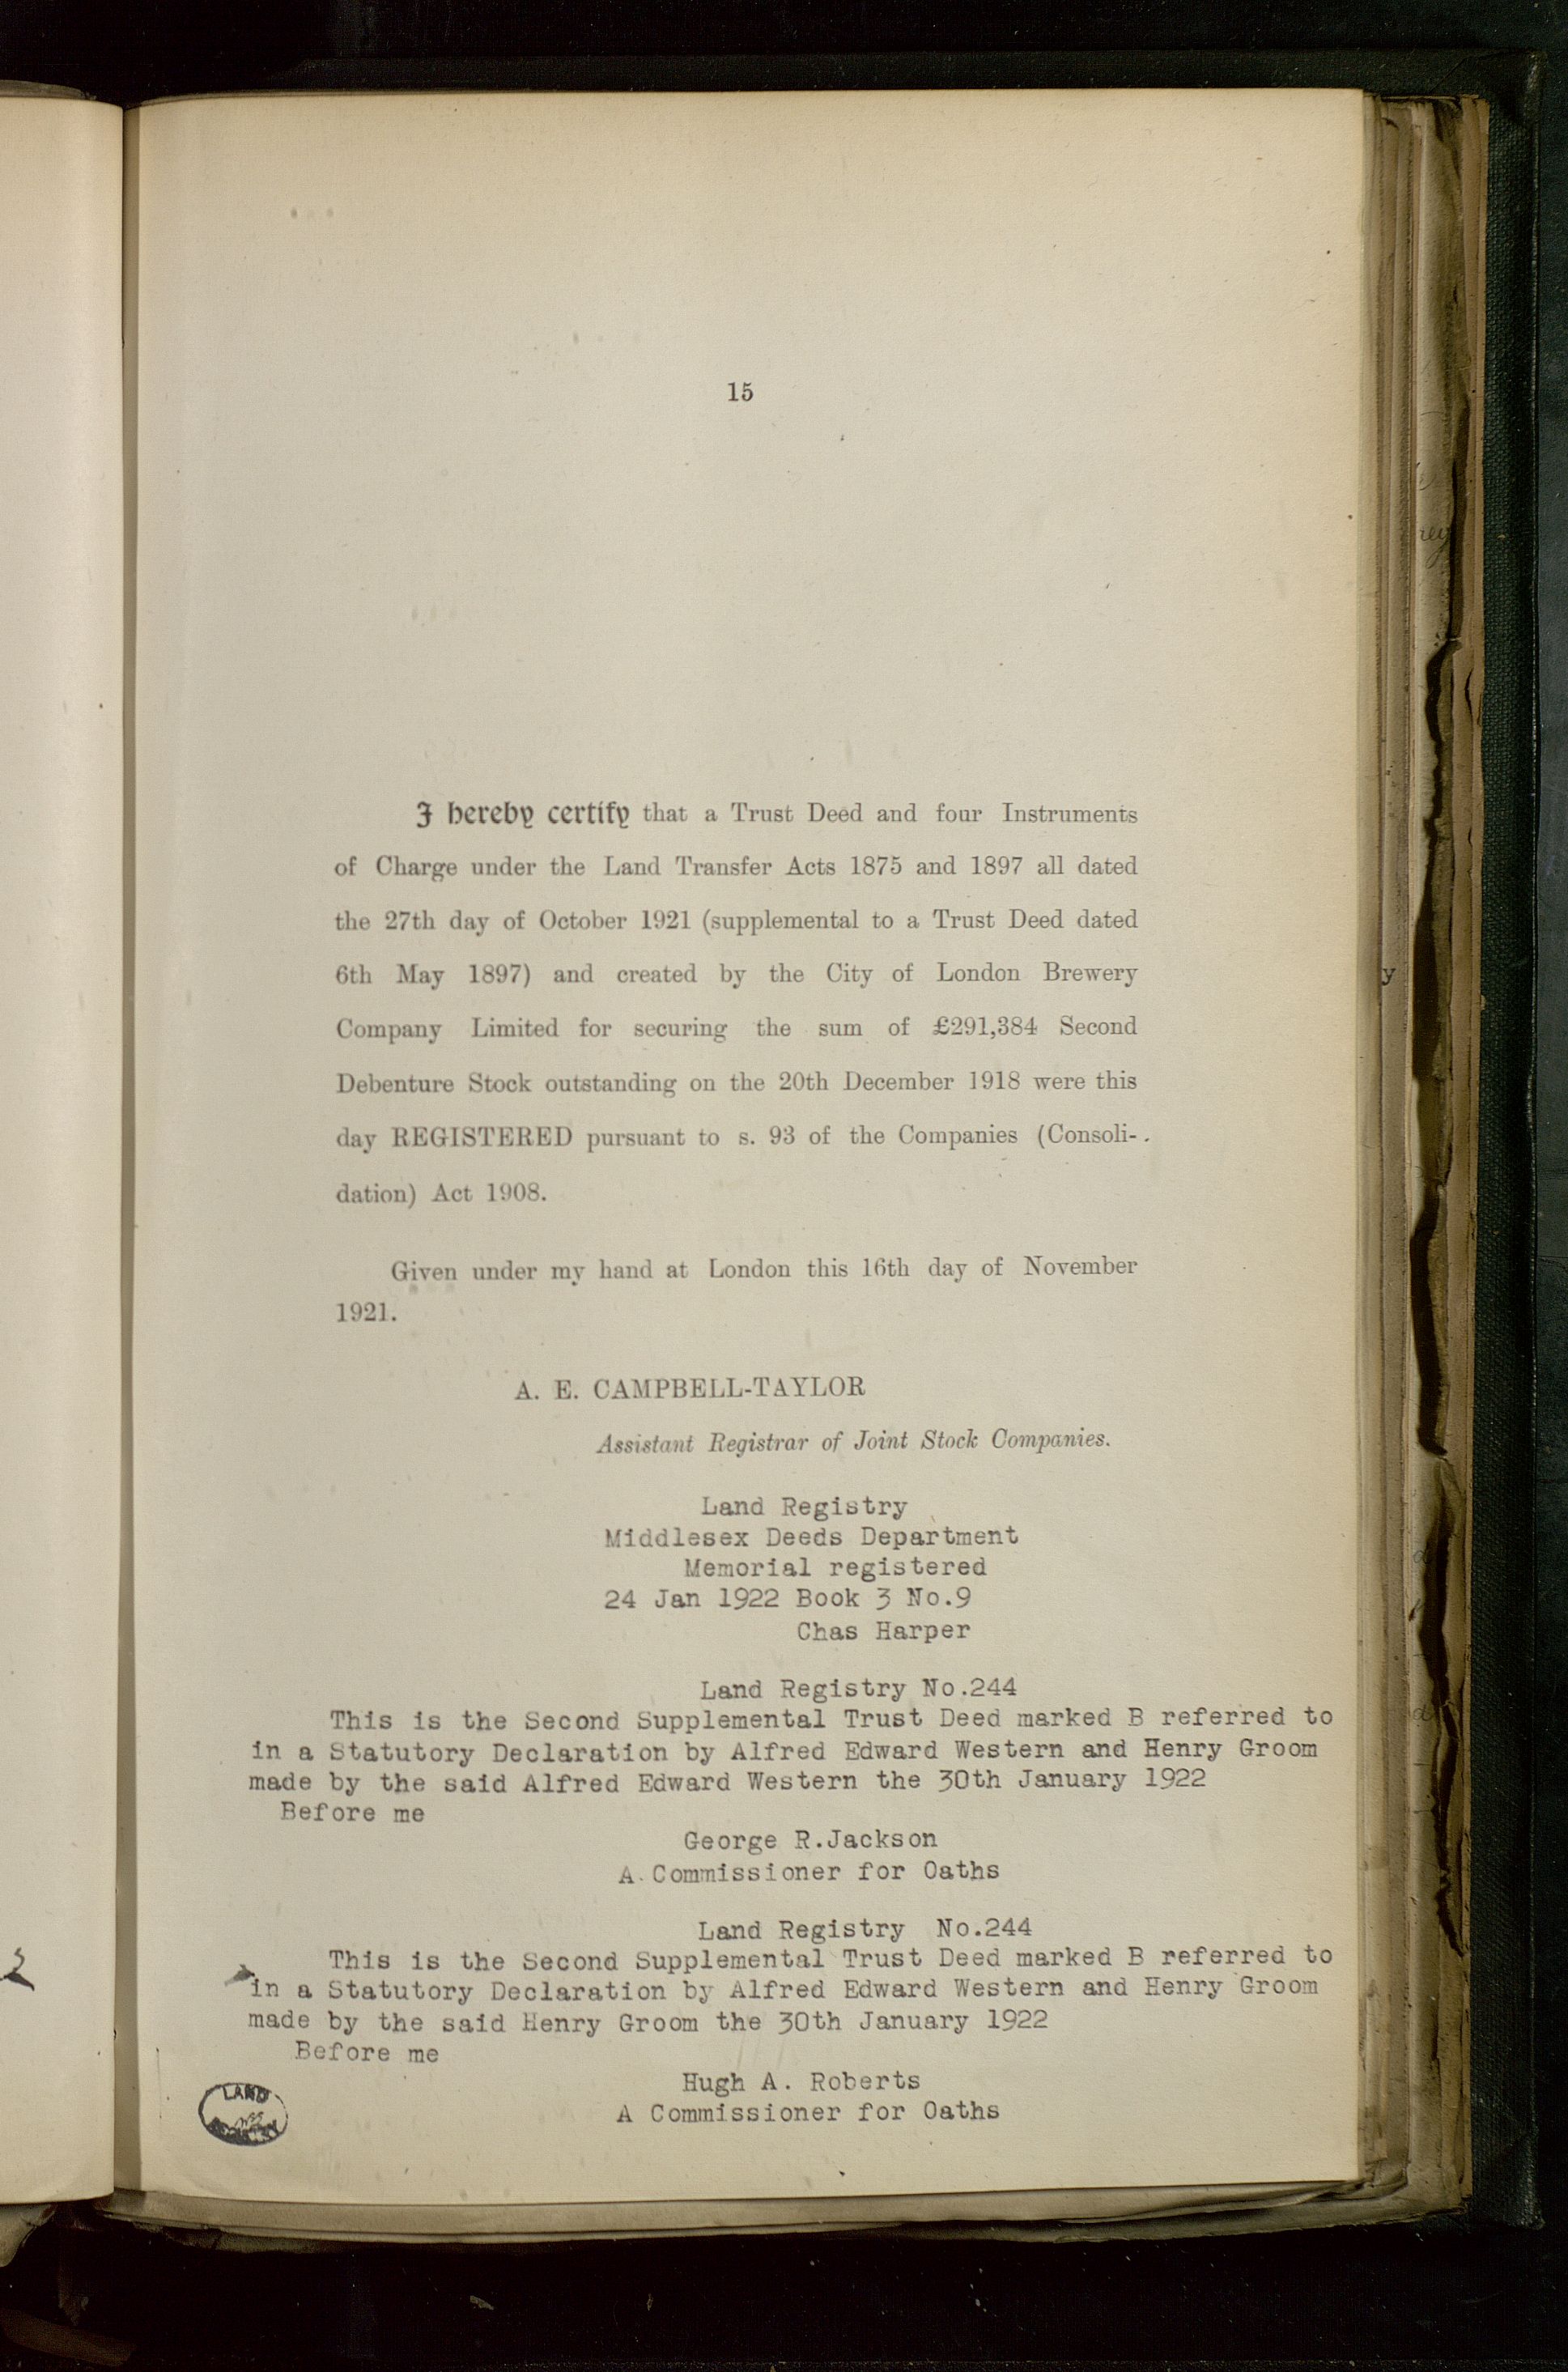 15
I hereby certify that a Trust Deed and four Instruments
of Charge under the Land Transfer Acts 1875 and 1897 all dated
the 27th day of October 1921 (supplemental to a Trust Deed dated
6th May 1897) and created by the City of London Brewery
Company Limited for securing the sum of £291,384 Second
Debenture Stock outstanding on the 20th December 1918 were this
day REGISTERED pursuant to s. 93 of the Companies (Consoli-
dation) Act 1908.
Given under my hand at London this 16th day of November
1921.
A. E. CAMPBELL-TAYLOR
Assistant Registrar of Joint Stock Companies.
Land Registry
Middlesex Deeds Department
Memorial registered
24 Jan 1922 Book 3 No.9
Chas Harper
Land Registry No.244
This is the Second Supplemental Trust Deed marked B referred to
in a Statutory Declaration by Alfred Edward Western and Henry Groom
made by the said Alfred Edward Western the 30th January 1922
Before me
George R.Jackson
A Commissioner for Oaths
Land Registry No.244
This is the Second Supplemental Trust Deed marked B referred to
in a Statutory Declaration by Alfred Edward Western and Henry Groom
made by the said Henry Groom the 30th January 1922
Before me
Hugh A. Roberts
A Commissioner for Oaths
LAND